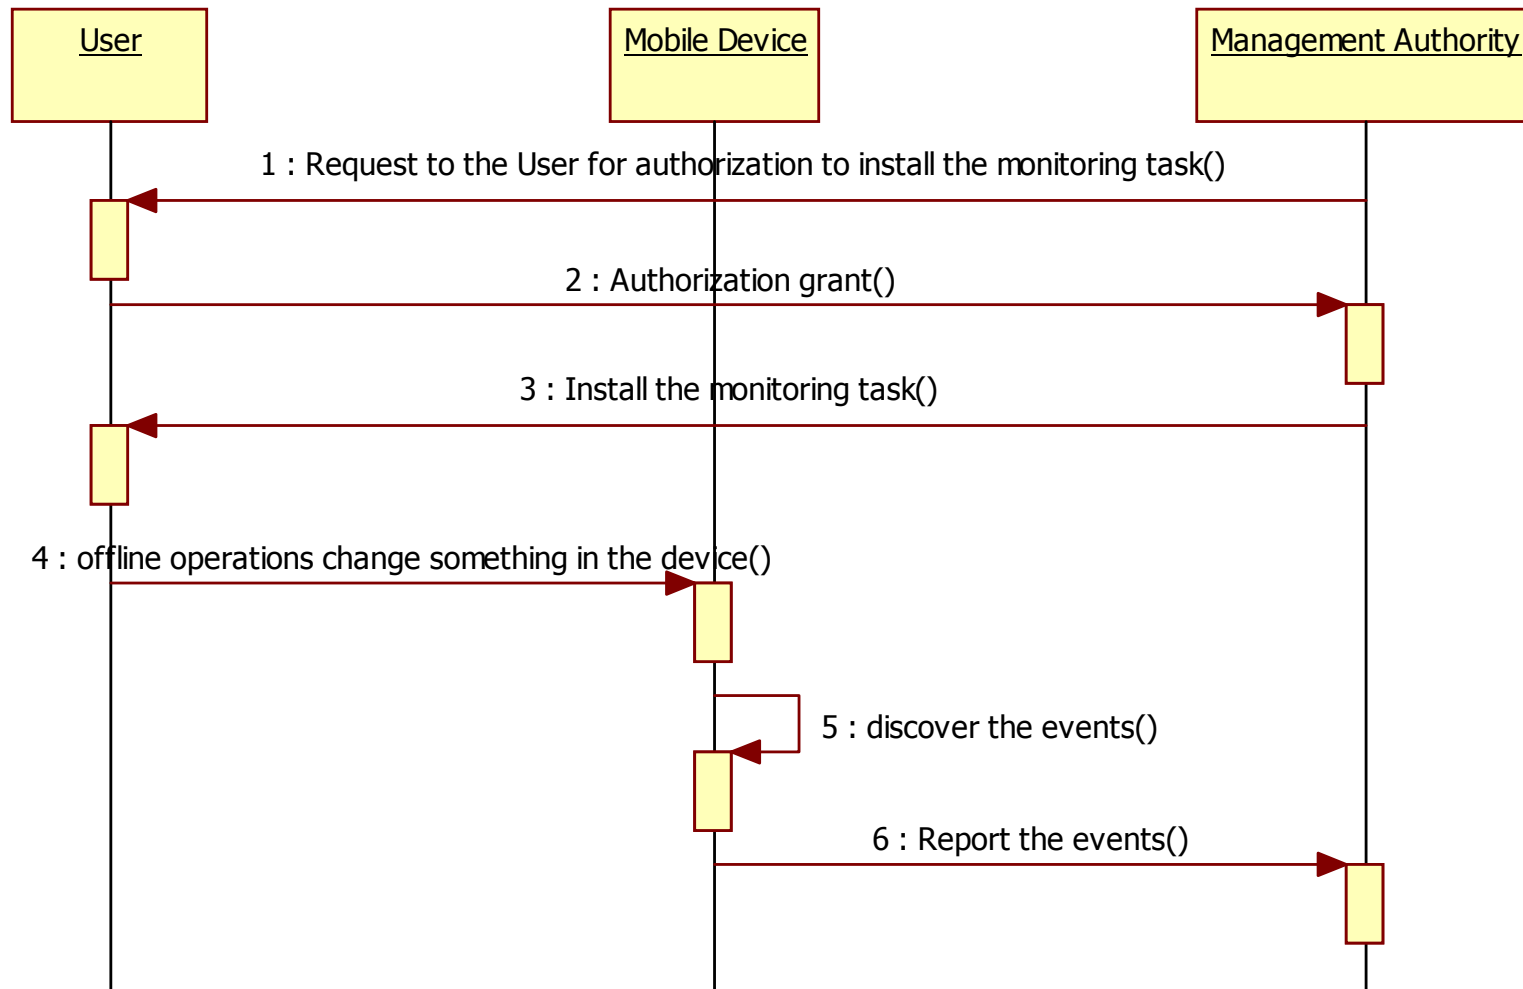 User
Mobile Device
Management Authority
1 : Request to the User for authorization to install the monitoring task()
2 : Authorization grant()
3 : Install the monitoring task()
4 : offline operations change something in the device()
5 : discover the events()
6 : Report the events()